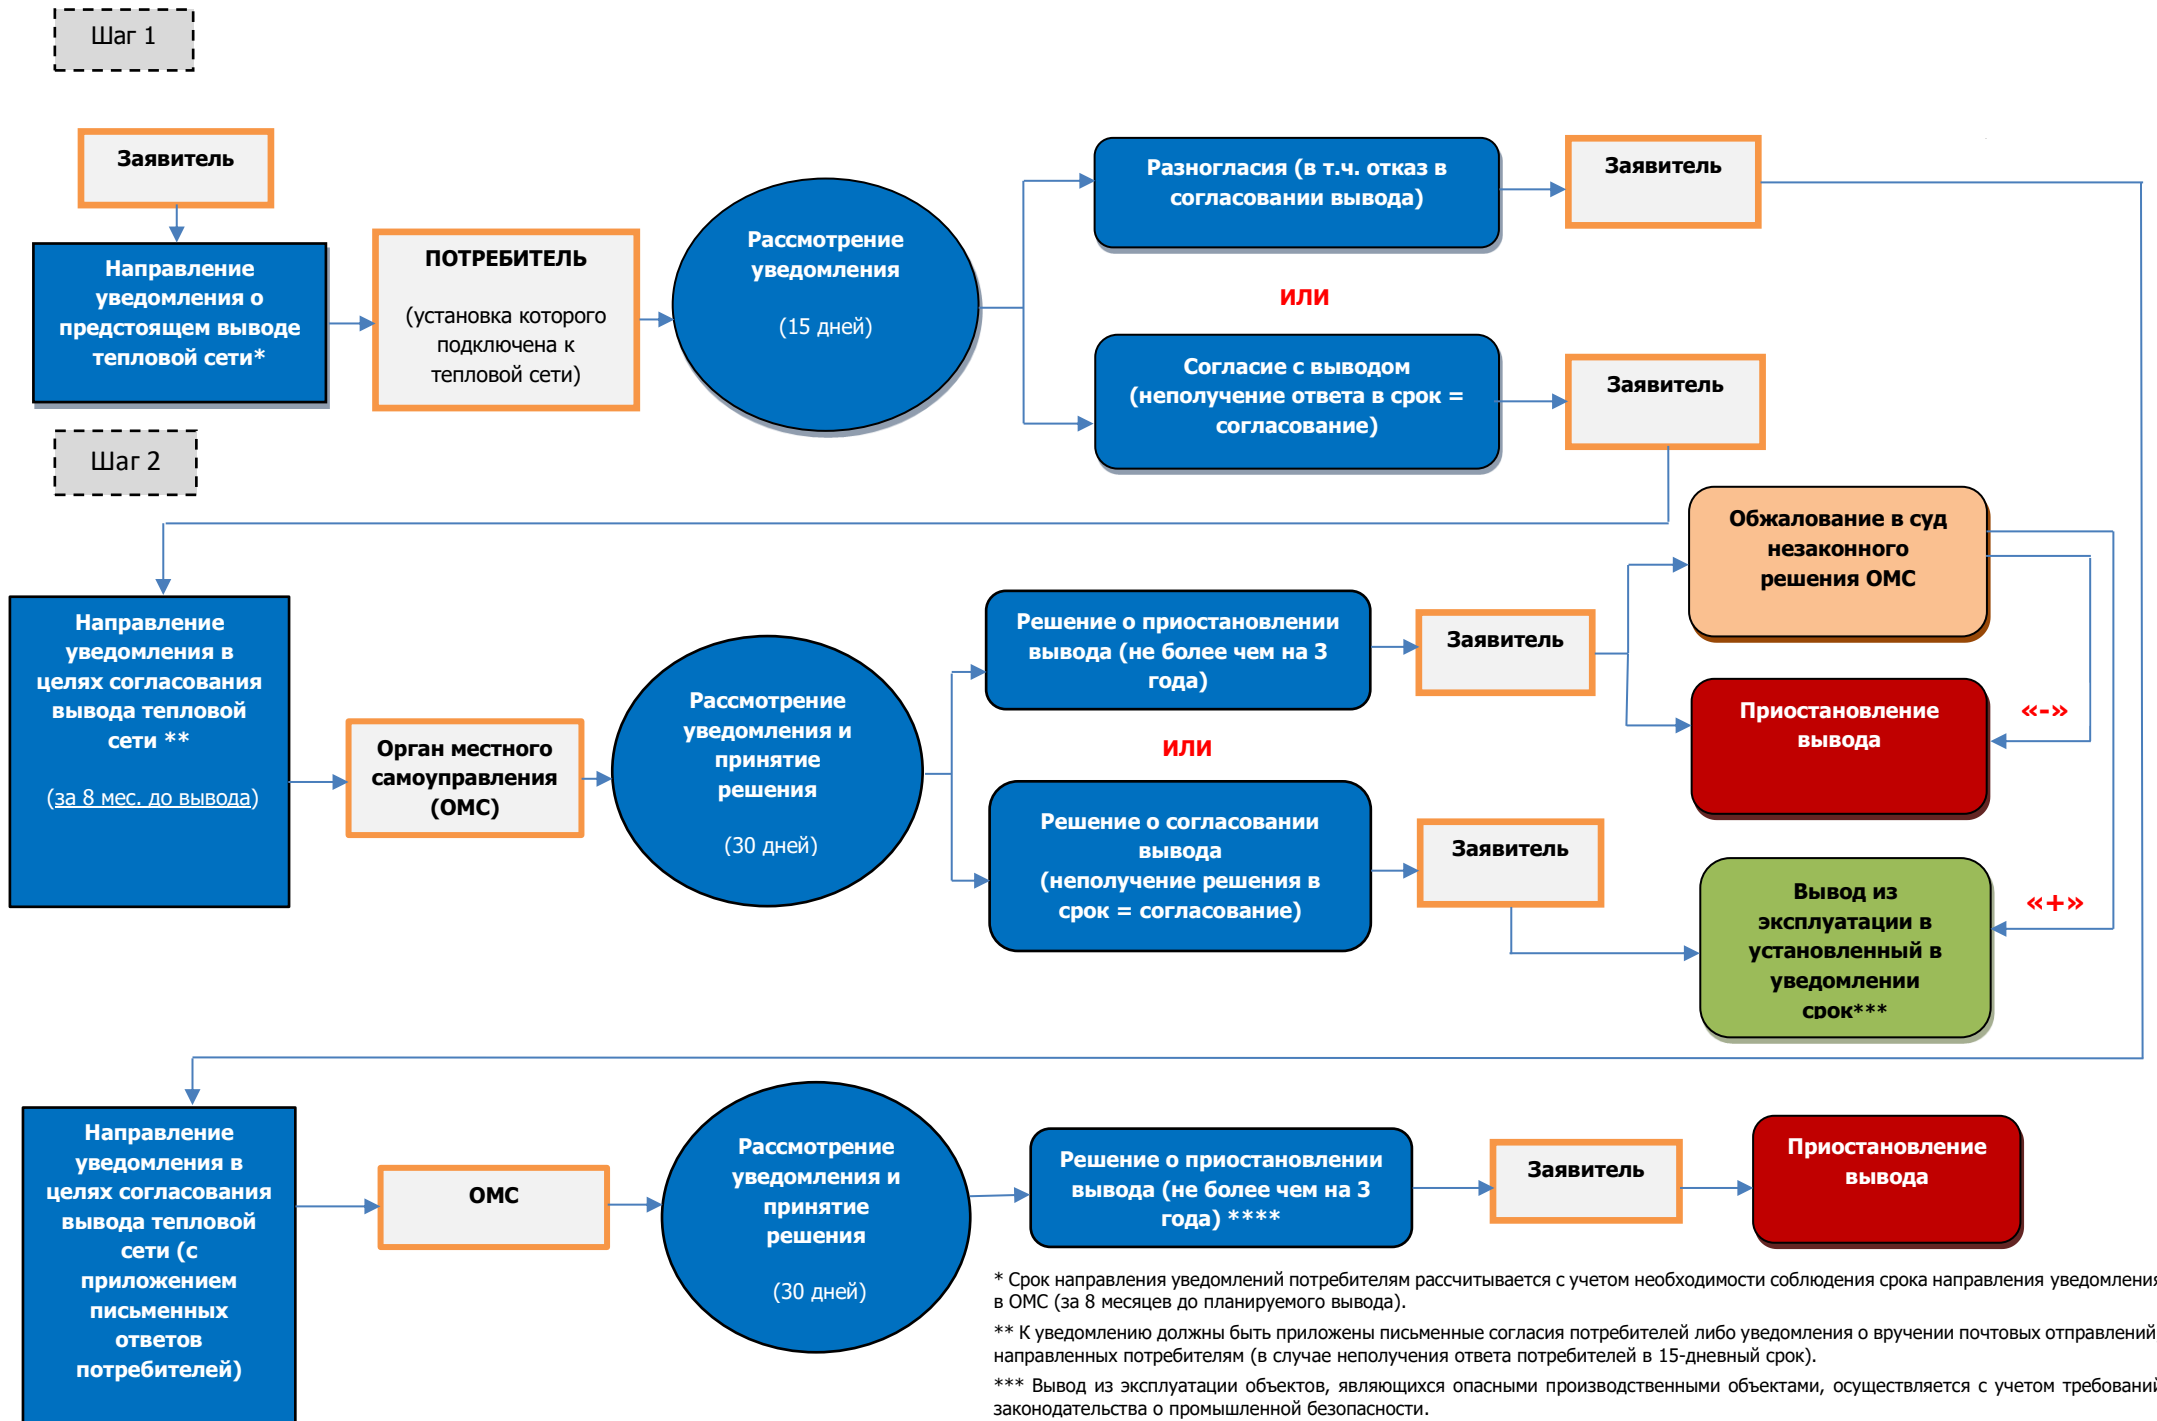 Шаг 1
Заявитель
Направление
уведомления о
предстоящем выводе
тепловой сети*
ПОТРЕБИТЕЛЬ
(установка которого
подключена к
тепловой сети)
Рассмотрение
уведомления
(15 дней)
Разногласия (в т.ч. отказ в
согласовании вывода)
Заявитель
ИЛИ
Согласие с выводом
(неполучение ответа в срок =
согласование)
Заявитель
Шаг 2
Направление
уведомления в
целях согласования
вывода тепловой
сети **
(за 8 мес. до вывода)
Орган местного
самоуправления
(ОМС)
Рассмотрение
уведомления и
принятие
решения
(30 дней)
Решение о приостановлении
вывода (не более чем на 3
года)
Заявитель
Обжалование в суд
незаконного
решения ОМС
Приостановление
вывода
«-»
ИЛИ
Решение о согласовании
вывода
(неполучение решения в
срок = согласование)
Заявитель
Вывод из
эксплуатации в
установленный в
уведомлении
срок***
«+»
Направление
уведомления в
целях согласования
вывода тепловой
сети (с
приложением
письменных
ответов
потребителей)
ОМС
Рассмотрение
уведомления и
принятие
решения
(30 дней)
Решение о приостановлении
вывода (не более чем на 3
года) ****
Заявитель
Приостановление
вывода
* Срок направления уведомлений потребителям рассчитывается с учетом необходимости соблюдения срока направления уведомления
в ОМС (за 8 месяцев до планируемого вывода).
** К уведомлению должны быть приложены письменные согласия потребителей либо уведомления о вручении почтовых отправлений
направленных потребителям (в случае неполучения ответа потребителей в 15-дневный срок).
*** Вывод из эксплуатации объектов, являющихся опасными производственными объектами, осуществляется с учетом требований
законодательства о промышленной безопасности.